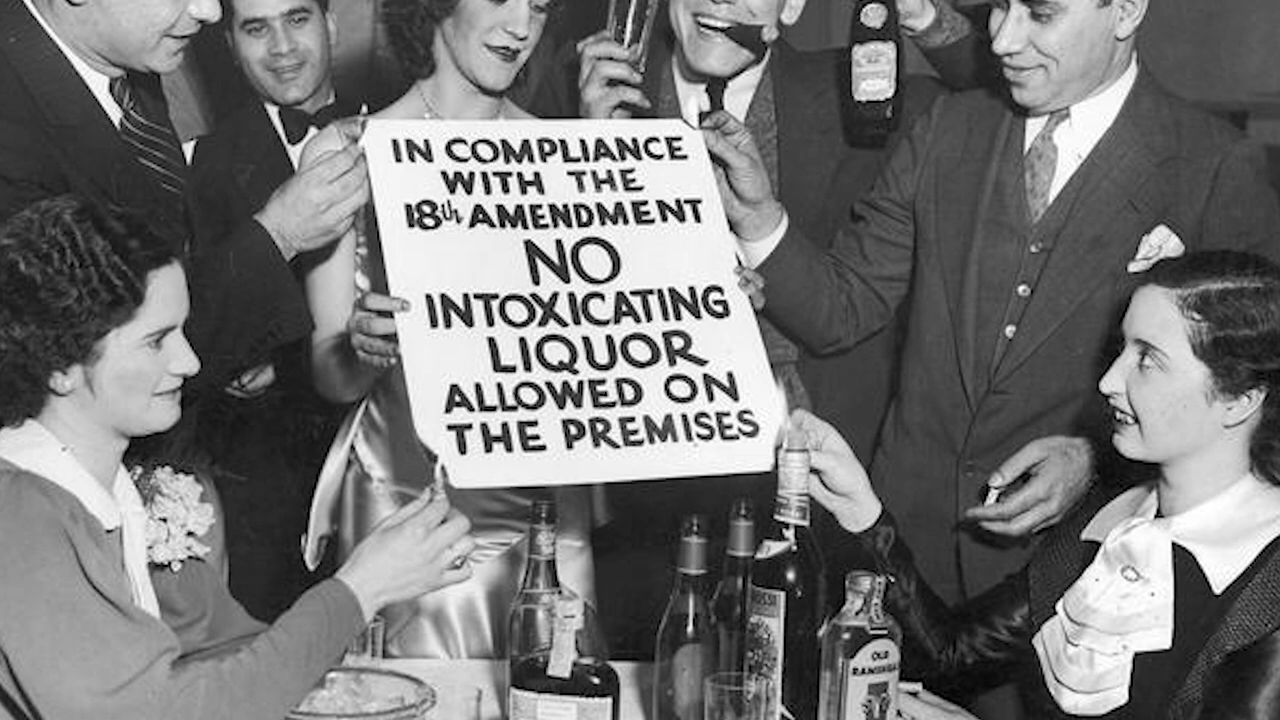 IN COMPLIANCE
WITH THE
18th AMENDMENT
NO
INTOXICATING
LIQUOR
ALLOWED ON
THE PREMISES
OLD